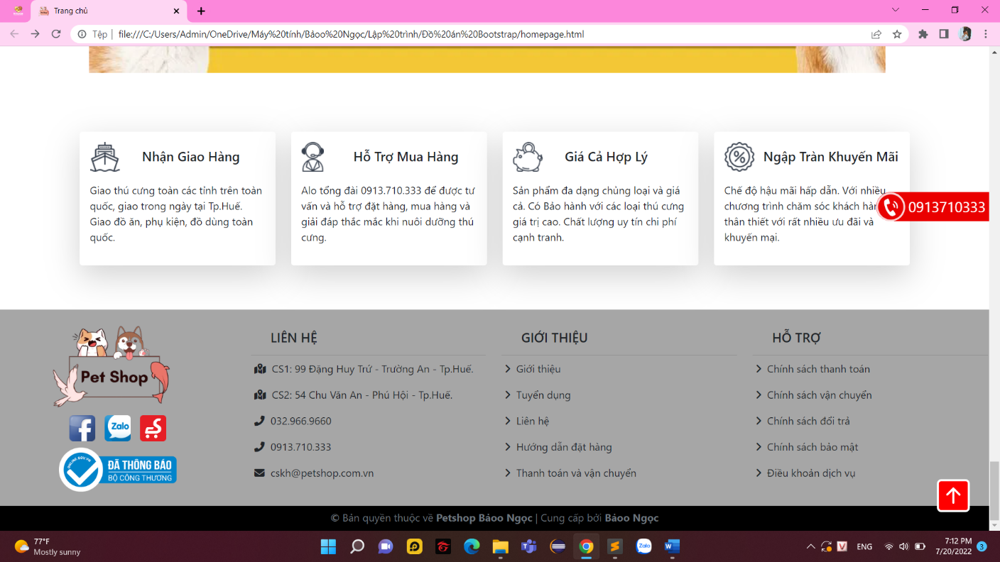 Trang chủ
Tệp | file:///C:/Users/Admin/OneDrive/Máy%20tính/Bảoo%20Ngọc/Lập%20trình/Đồ%20án%20Bootstrap/homepage.html
Nhận Giao Hàng
Giao thú cưng toàn các tỉnh trên toàn
quốc, giao trong ngày tại Tp.Huế.
Giao đồ ăn, phụ kiện, đồ dùng toàn
quốc.
Hỗ Trợ Mua Hàng
Alo tổng đài 0913.710.333 để được tư
vấn và hỗ trợ đặt hàng, mua hàng và
giải đáp thắc mắc khi nuôi dưỡng thú
cưng.
Giá Cả Hợp Lý
Sản phẩm đa dạng chủng loại và giá
cả. Có Bảo hành với các loại thú cưng
giá trị cao. Chất lượng uy tín chi phí
cạnh tranh.
Ngập Tràn Khuyến Mãi
Chế độ hậu mãi hấp dẫn. Với nhiều
chương trình chăm sóc khách hàn
thân thiết với rất nhiều ưu đãi và
khuyến mại.
0913710333
Pet Shop
Zalo
ONLINE.GOV.VN
ĐÃ THÔNG BÁO
BỘ CÔNG THƯƠNG
LIÊN HỆ
CS1: 99 Đặng Huy Trứ - Trường An - Tp.Huế.
CS2: 54 Chu Văn An - Phú Hội - Tp.Huế.
032.966.9660
0913.710.333
cskh@petshop.com.vn
GIỚI THIỆU
Giới thiệu
Tuyển dụng
Liên hệ
Hướng dẫn đặt hàng
Thanh toán và vận chuyển
HỖ TRỢ
Chính sách thanh toán
Chính sách vận chuyển
Chính sách đổi trả
Chính sách bảo mật
Điều khoản dịch vụ
© Bản quyền thuộc về Petshop Bảoo Ngọc | Cung cấp bởi Bảoo Ngọc
77°F
Mostly sunny
Zalo
V
ENG
7:12 PM
7/20/2022
3